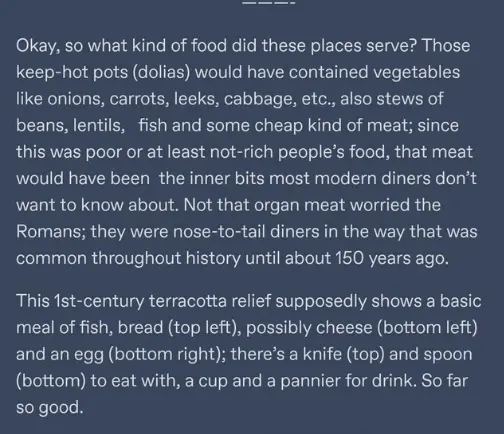 Okay, so what kind of food did these places serve? Those
keep-hot pots (dolias) would have contained vegetables
like onions, carrots, leeks, cabbage, etc., also stews of
beans, lentils,   fish and some cheap kind of meat; since
this was poor or at least not-rich people's food, that meat
would have been  the inner bits most modern diners don't
want to know about. Not that organ meat worried the
Romans; they were nose-to-tail diners in the way that was
common throughout history until about 150 years ago.
This 1st-century terracotta relief supposedly shows a basic
meal of fish, bread (top left), possibly cheese (bottom left)
and an egg (bottom right); there's a knife (top) and spoon
(bottom) to eat with, a cup and a pannier for drink. So far
so good.